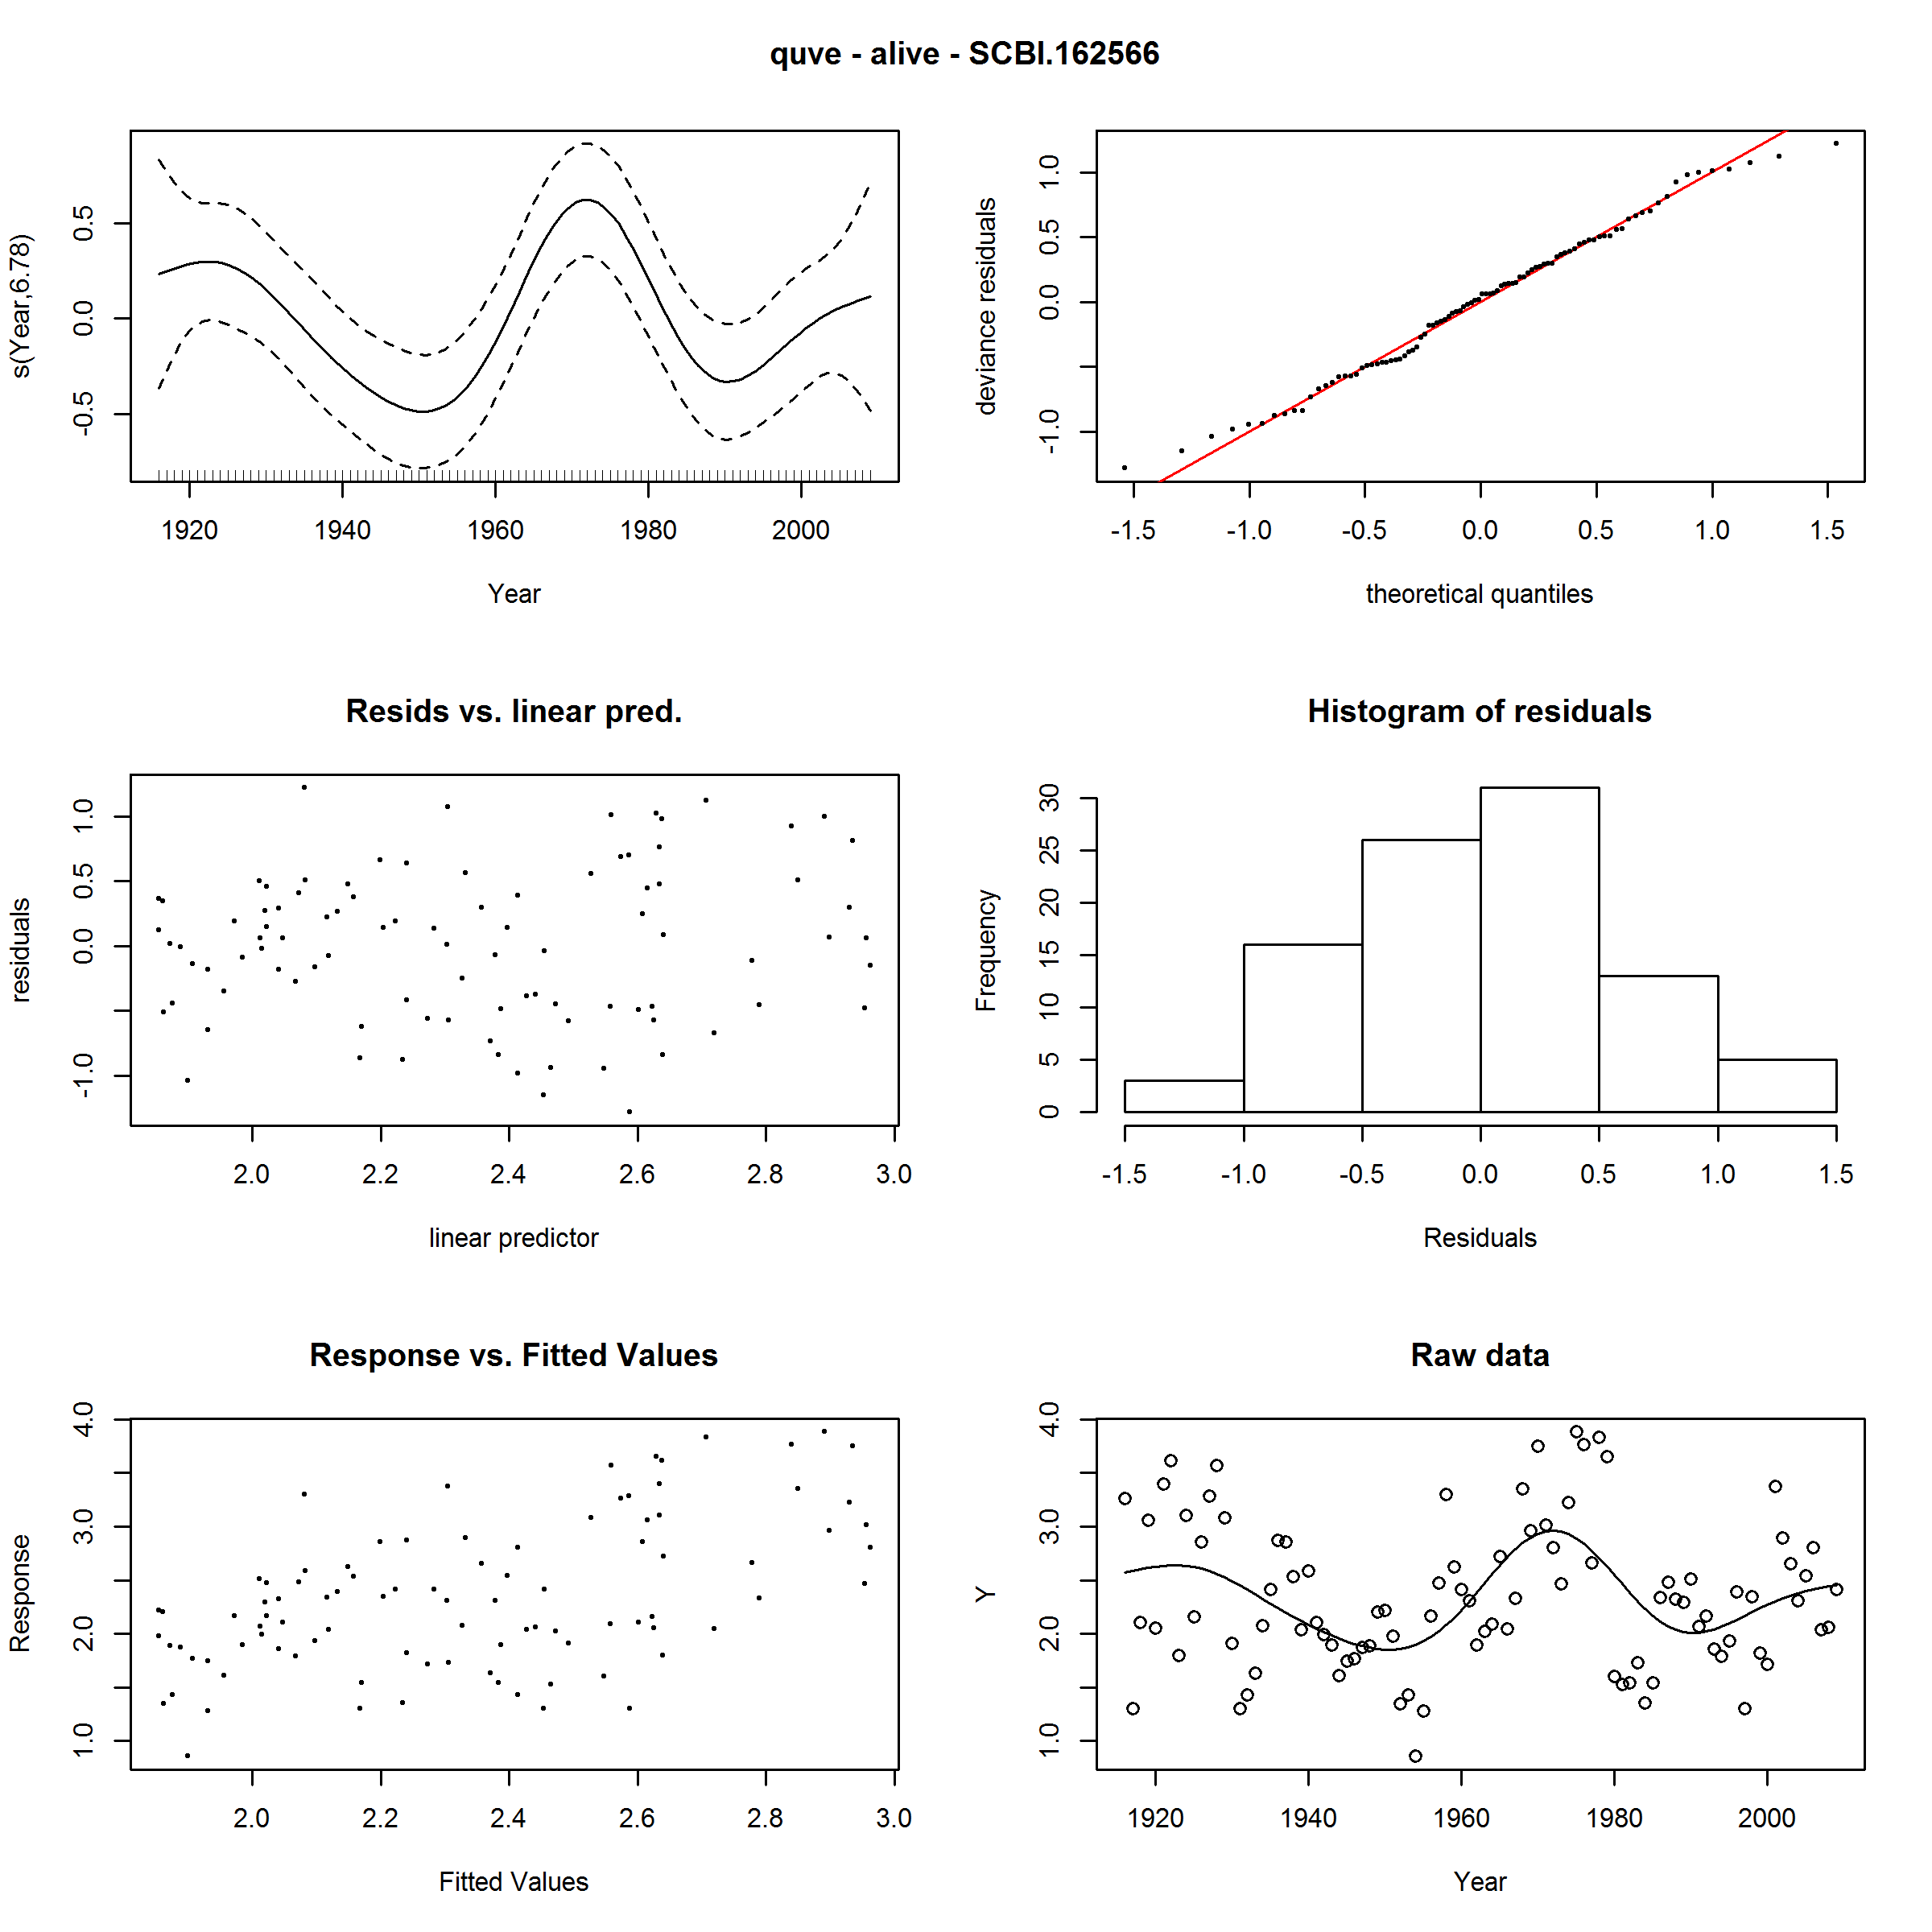 quve - alive - SCBI.162566
s(Year,6.78)
-0.5 0.0 0.5
1920 1940 1960 1980 2000
Year
deviance residuals
-1.0 0.0 0.5 1.0
-1.5 -1.0 -0.5 0.0 0.5 1.0 1.5
theoretical quantiles
Resids vs. linear pred.
residuals
-1.0 0.0 0.5 1.0
2.0 2.2 2.4 2.6 2.8 3.0
linear predictor
Histogram of residuals
Frequency
0 5 10 15 20 25 30
-1.5 -1.0 -0.5 0.0 0.5 1.0 1.5
Residuals
Response vs. Fitted Values
Response
1.0 2.0 3.0 4.0
2.0 2.2 2.4 2.6 2.8 3.0
Fitted Values
Raw data
Y
1.0 2.0 3.0 4.0
1920 1940 1960 1980 2000
Year